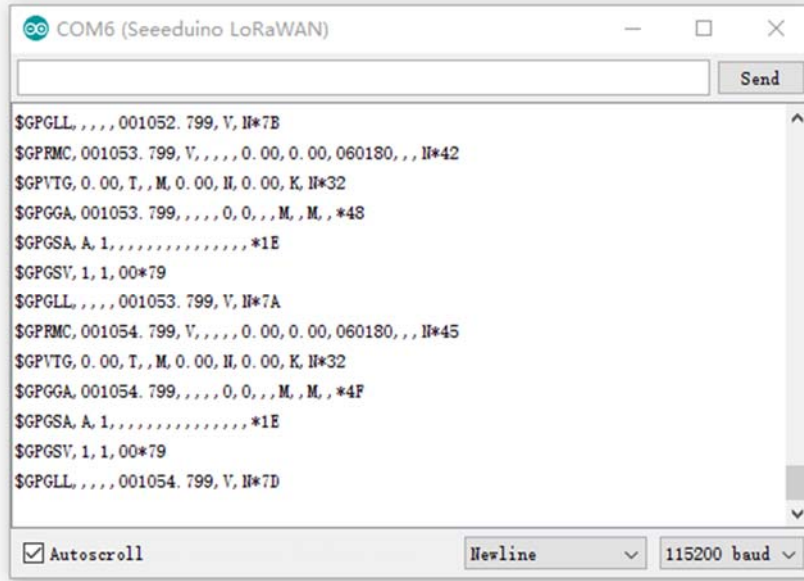 COM6 (Seeeduino LoRaWAN)
Send
$GPGLL,,,,,001052.799,V,N*7B
$GPRMC,001053.799,V,,,,,0.00,0.00,060180,,,N*42
$GPVTG,0.00,T,,M,0.00,N,0.00,K,N*32
$GPGGA,001053.799,,,,,0,0,,,M,,M,,*48
$GPGSA,A,1,,,,,,,,,,,,,,,*1E
$GPGSV,1,1,00*79
$GPGLL,,,,,001053.799,V,N*7A
$GPRMC,001054.799,V,,,,,0.00,0.00,060180,,,N*45
$GPVTG,0.00,T,,M,0.00,N,0.00,K,N*32
$GPGGA,001054.799,,,,,0,0,,,M,,M,,*4F
$GPGSA,A,1,,,,,,,,,,,,,,,*1E
$GPGSV,1,1,00*79
$GPGLL,,,,,001054.799,V,N*7D
Autoscroll
Newline
115200 baud